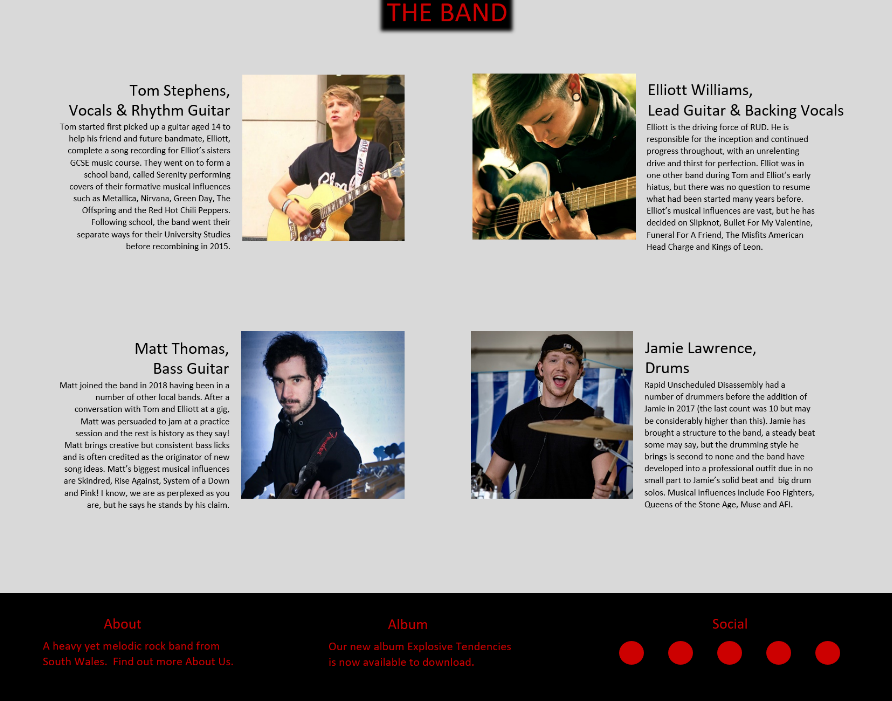 THE BAND
Tom Stephens,
Vocals & Rhythm Guitar
Tom started first picked up a guitar aged 14 to
help his friend and future bandmate, Elliott,
complete a song recording for Elliot's sisters
GCSE music course. They went on to form a
school band, called Serenity performing
covers of their formative musical influences
such as Metallica, Nirvana, Green Day, The
Offspring and the Red Hot Chili Peppers.
Following school, the band went their
separate ways for their University Studies
before recombining in 2015.
Elliott Williams,
Lead Guitar & Backing Vocals
Elliott is the driving force of RUD. He is
responsible for the inception and continued
progress throughout, with an unrelenting
drive and thirst for perfection. Elliot was in
one other band during Tom and Elliot's early
hiatus, but there was no question to resume
what had been started many years before.
Elliot's musical influences are vast, but he has
decided on Slipknot, Bullet For My Valentine,
Funeral For A Friend, The Misfits American
Head Charge and Kings of Leon.
Matt Thomas,
Bass Guitar
Matt joined the band in 2018 having been in a
number of other local bands. After a
conversation with Tom and Elliott at a gig,
Matt was persuaded to jam at a practice
session and the rest is history as they say!
Matt brings creative but consistent bass licks
and is often credited as the originator of new
song ideas. Matt's biggest musical influences
are Skindred, Rise Against, System of a Down
and Pink! I know, we are as perplexed as you
are, but he says he stands by his claim.
Jamie Lawrence,
Drums
Rapid Unscheduled Disassembly had a
number of drummers before the addition of
Jamie in 2017 (the last count was 10 but may
be considerably higher than this). Jamie has
brought a structure to the band, a steady beat
some may say, but the drumming style he
brings is second to none and the band have
developed into a professional outfit due in no
small part to Jamie's solid beat and big drum
solos. Musical influences include Foo Fighters,
Queens of the Stone Age, Muse and AFI.
About
A heavy yet melodic rock band from
South Wales. Find out more About Us.
Album
Our new album Explosive Tendencies
is now available to download.
Social